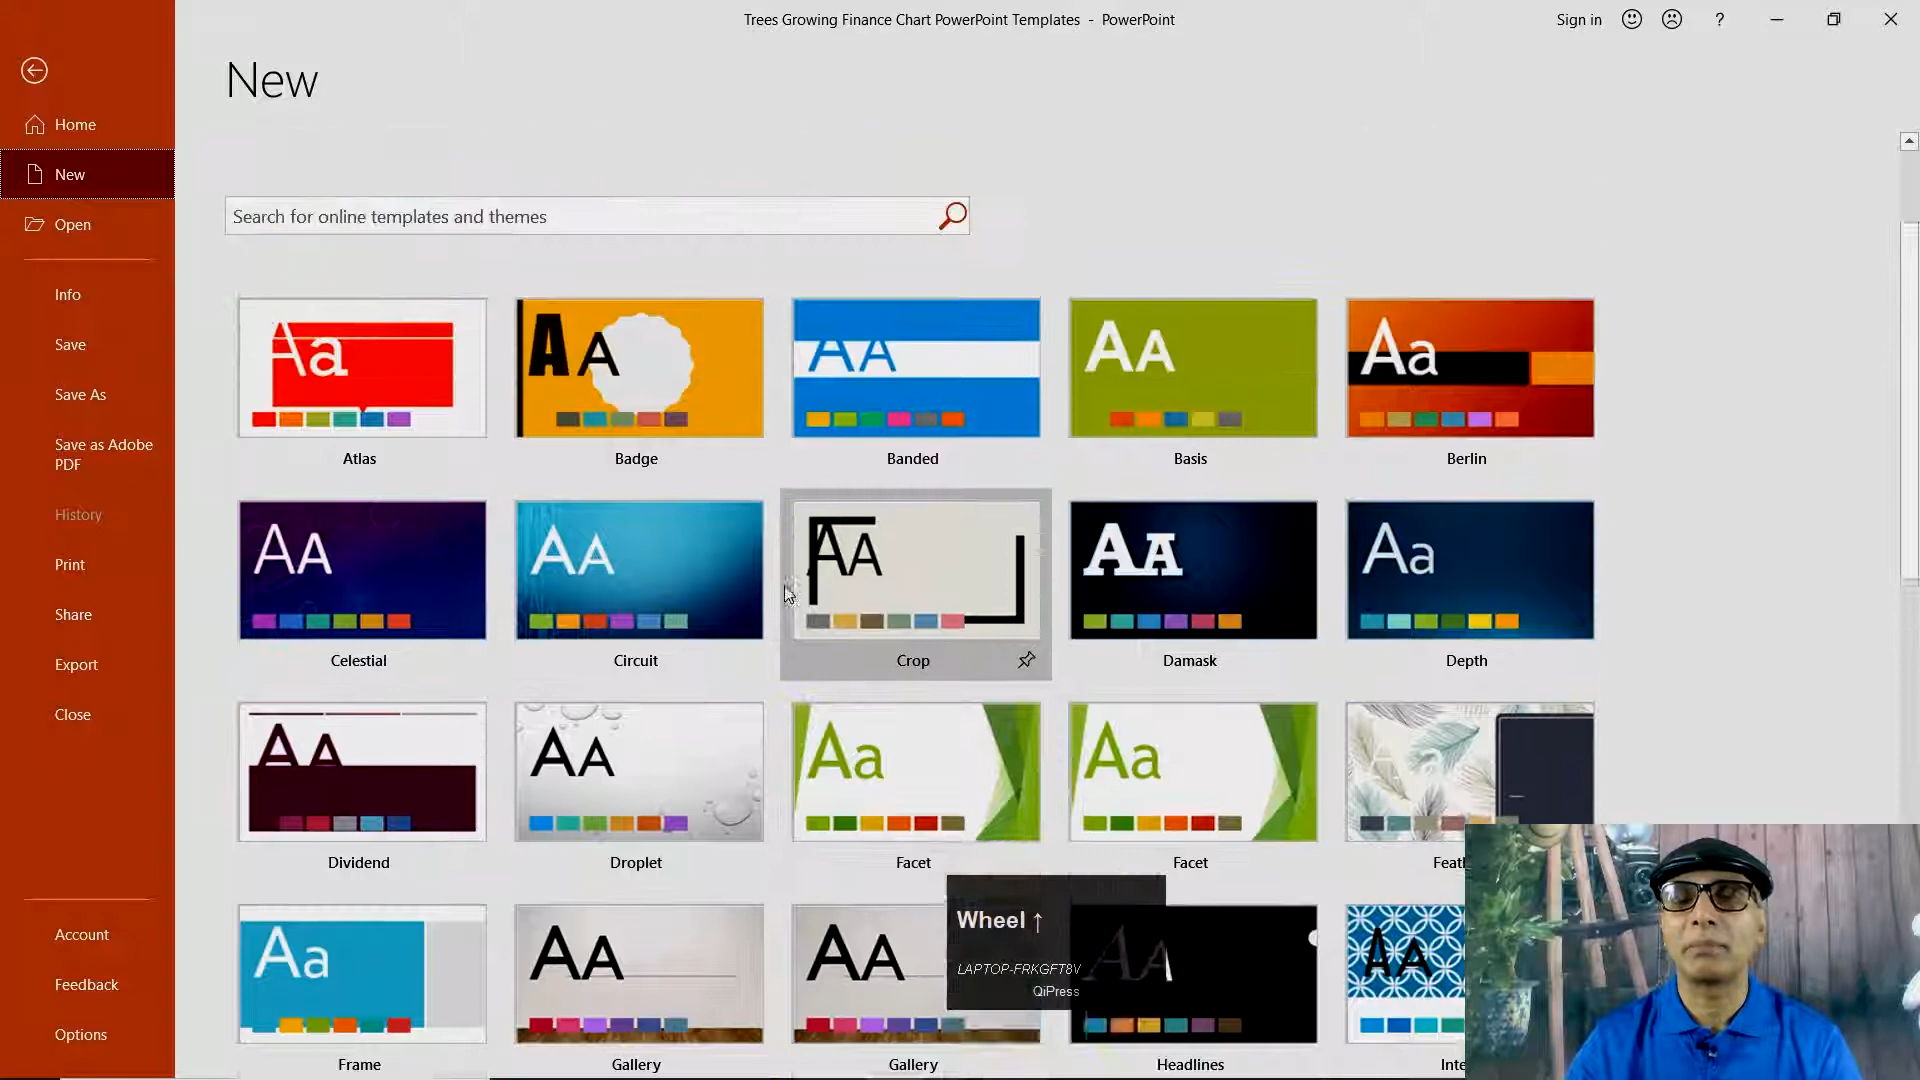 Trees Growing Finance Chart PowerPoint Templates - PowerPoint
Sign in
?
New
Home
New
Open
Info
Save
Save As
Save as Adobe
PDF
History
Print
Share
Export
Close
Account
Feedback
Options
Search for online templates and themes
Aa
AA
AA
AA
Aa
Atlas
Badge
Banded
Basis
Berlin
AA
AA
AA
AA
Aa
Celestial
Circuit
Crop
Damask
Depth
AA
AA
Aa
Aa
Dividend
Droplet
Facet
Facet
Aa
AA
AA
AA
AA
Frame
Gallery
Gallery
Headlines
Wheel ↑
LAPTOP-FRKGFT8V
QiPress